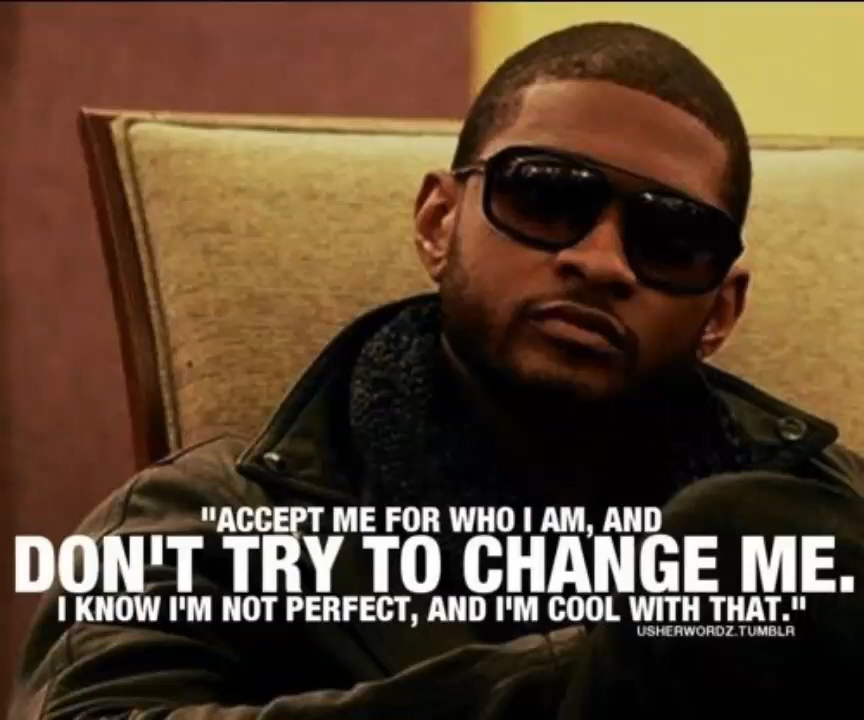 "ACCEPT ME FOR WHO I AM, AND
DON'T TRY TO CHANGE ME.
I KNOW I'M NOT PERFECT, AND I'M COOL WITH THAT."
USHERWORDZ.TUMBLR